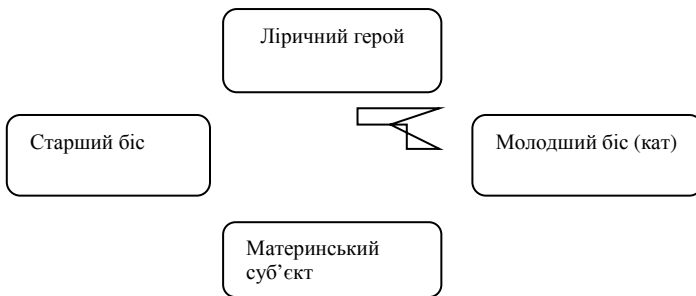 Ліричний герой
Старший біс
Молодший біс (кат)
Материнський
суб’єкт